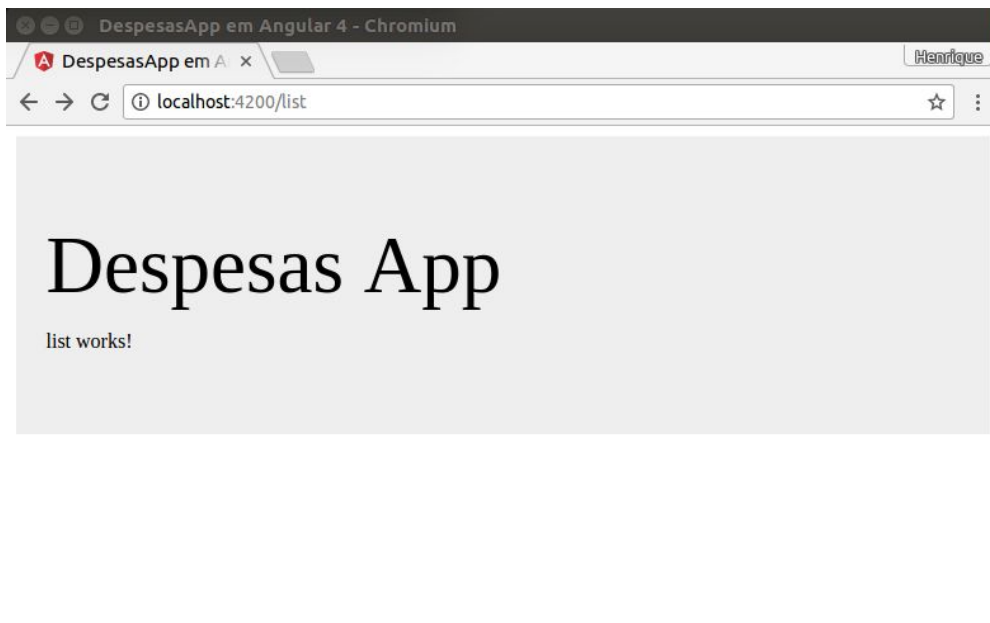 DespesasApp em Angular 4 - Chromium
DespesasApp em A
Henrique
localhost:4200/list
Despesas App
list works!